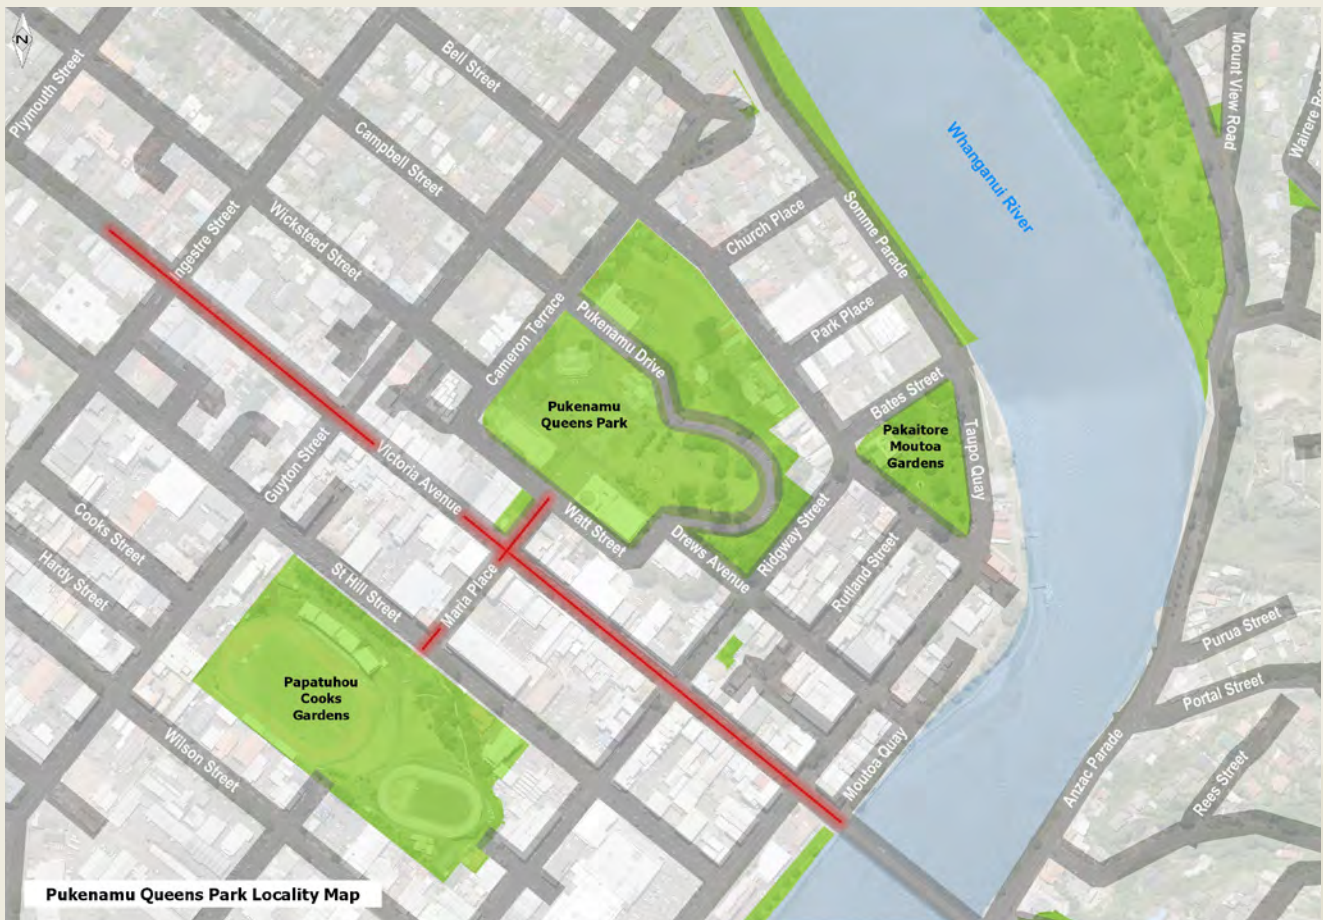 N
Plymouth Street
Bell Street
Campbell Street
Ingestre Street
Wicksteed Street
Cameron Terrace
Pukenamu Drive
Church Place
Somme Parade
Park Place
Bates Street
Whanganui River
Mount View Road
Wairere
Pukenamu
Queens Park
Pakaitore
Moutoa
Gardens
Taupo Quay
Guyton Street
Victoria Avenue
Cooks Street
Hardy Street
St Hill Street
Maria Place
Watt Street
Drews Avenue
Ridgway Street
Rutland Street
Papatuhou
Cooks
Gardens
Wilson Street
Moutoa Quay
Anzac Parade
Purua Street
Portal Street
Rees Street
Pukenamu Queens Park Locality Map